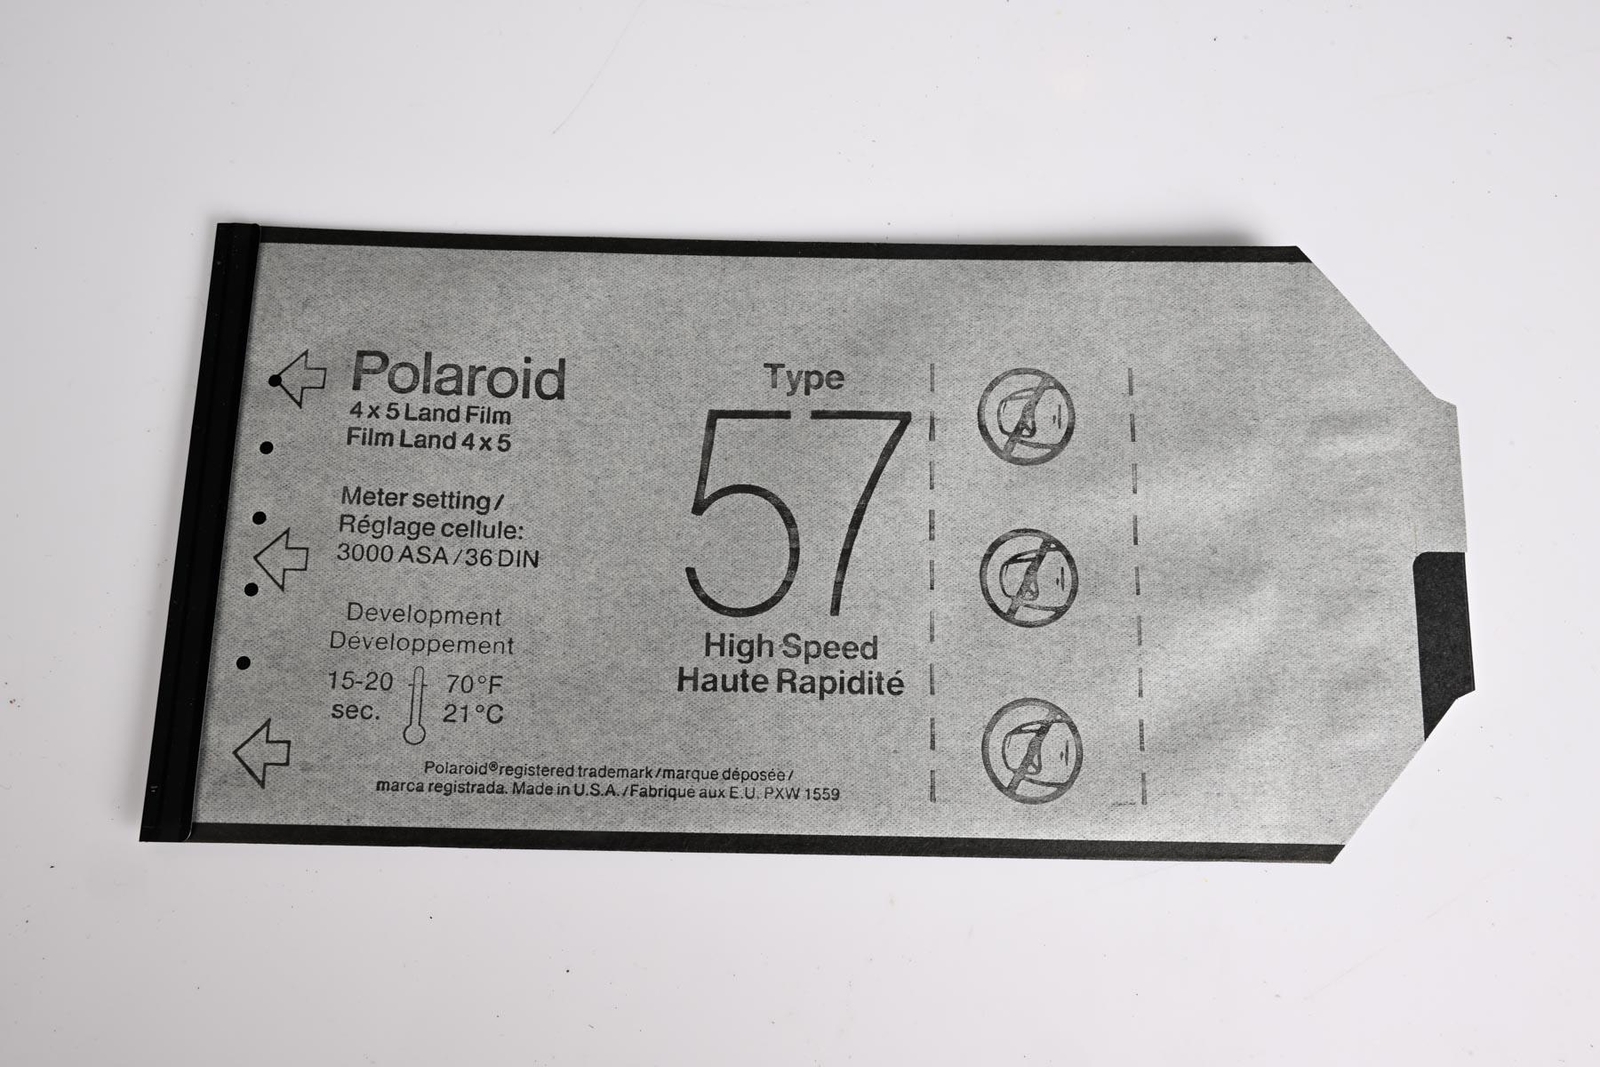 Polaroid
4 x 5 Land Film
Film Land 4 x 5
Meter setting/
Réglage cellule:
3000 ASA/36 DIN
Development
Développement
15-20 70°F
sec. 21°C
Type
57
High Speed
Haute Rapidité
Polaroid® registered trademark/marque déposée/
marca registrada. Made in U.S.A./Fabriqué aux E.U. PXW 1559